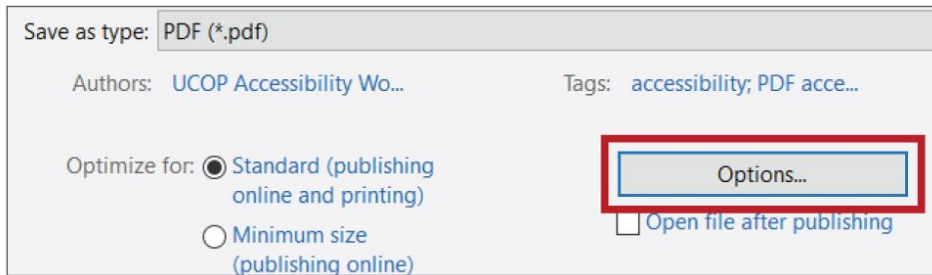 Save as type: PDF (*.pdf)
Authors: UCOP Accessibility Wo... Tags: accessibility; PDF acce...
Optimize for: Standard (publishing
online and printing)
Options...
Open file after publishing
Minimum size
(publishing online)